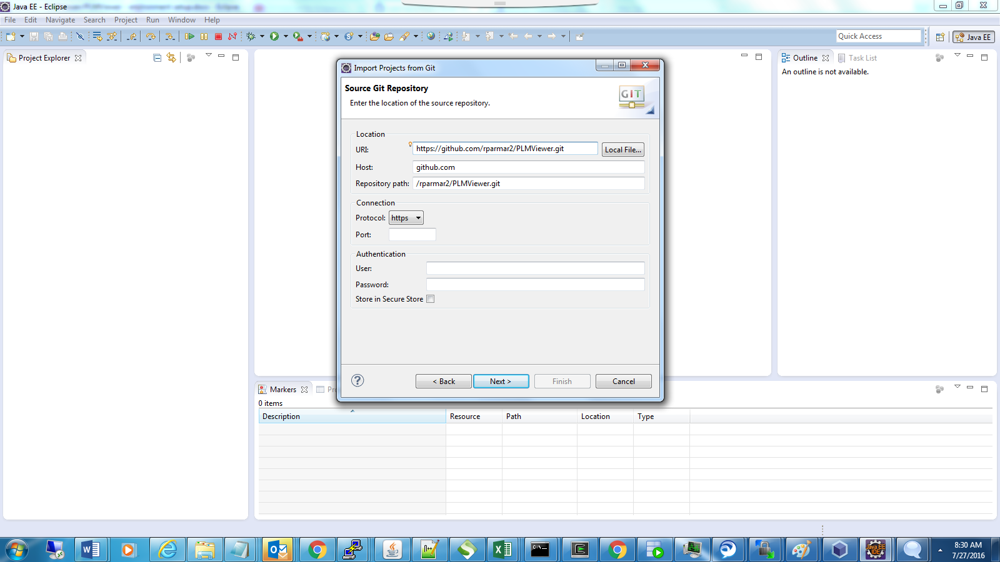 Java EE - Eclipse
File Edit Navigate Search Project Run Window Help
Quick Access
Java EE
Project Explorer
Outline
Task List
An outline is not available.
Import Projects from Git
Source Git Repository
Enter the location of the source repository.
GIT
Location
URI: https://github.com/rparmar2/PLMViewer.git Local File...
Host: github.com
Repository path: /rparmar2/PLMViewer.git
Connection
Protocol: https
Port:
Authentication
User:
Password:
Store in Secure Store
? < Back Next > Finish Cancel
Markers
0 items
Description Resource Path Location Type
Java EE
IDE
8:30 AM
7/27/2016